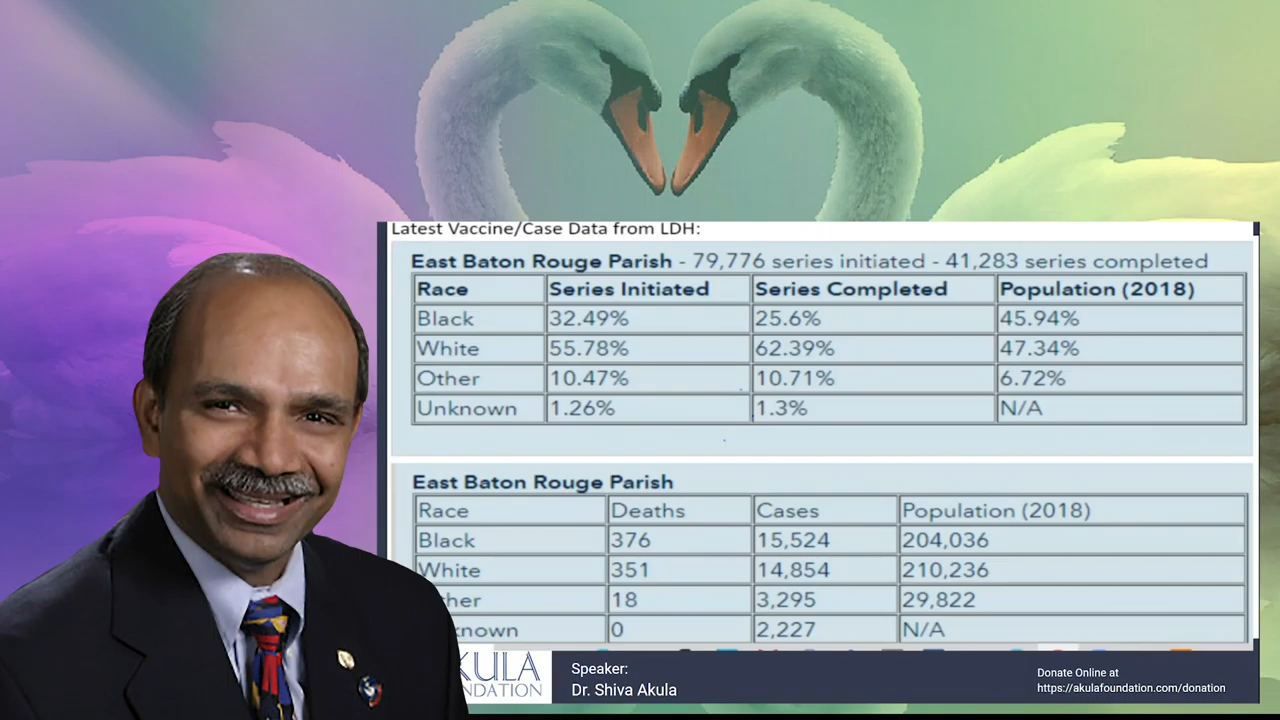 Latest Vaccine/Case Data from LDH:
East Baton Rouge Parish - 79,776 series initiated - 41,283 series completed
Race Series Initiated Series Completed Population (2018)
Black 32.49% 25.6% 45.94%
White 55.78% 62.39% 47.34%
Other 10.47% 10.71% 6.72%
Unknown 1.26% 1.3% N/A
East Baton Rouge Parish
Race Deaths Cases Population (2018)
Black 376 15,524 204,036
White 351 14,854 210,236
her 18 3,295 29,822
known 0 2,227 N/A
KULA
NDATION
Speaker:
Dr. Shiva Akula
Donate Online at
https://akulafoundation.com/donation